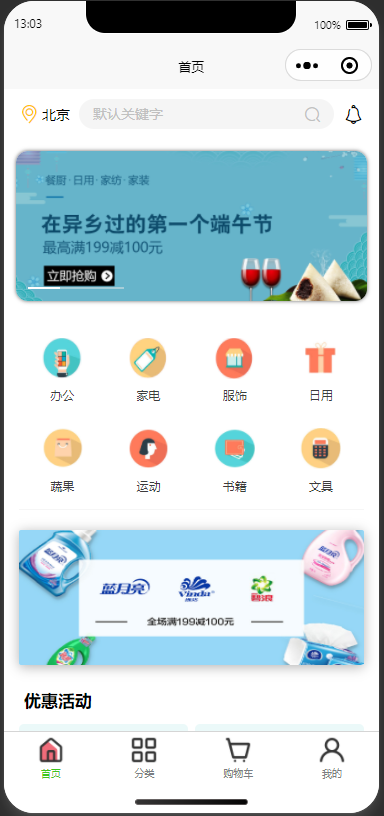 13:03
100%
首页
北京
默认关键字
餐厨·日用·家纺·家装
在异乡过的第一个端午节
最高满199减100元
立即抢购
办公
家电
服饰
日用
蔬果
运动
书籍
文具
蓝月亮
Vinda
维达
碧浪
全场满199减100元
优惠活动
首页
分类
购物车
我的